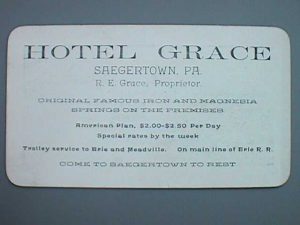 HOTEL GRACE
SAEGERTOWN, PA.
R. E. Grace, Proprietor.
ORIGINAL FAMOUS IRON AND MAGNESIA
SPRINGS ON THE PREMISES
American Plan, $2.00-$2.50 Per Day
Special rates by the week
Trolley service to Erie and Meadville. On main line of Erie R. R.
COME TO SAEGERTOWN TO REST